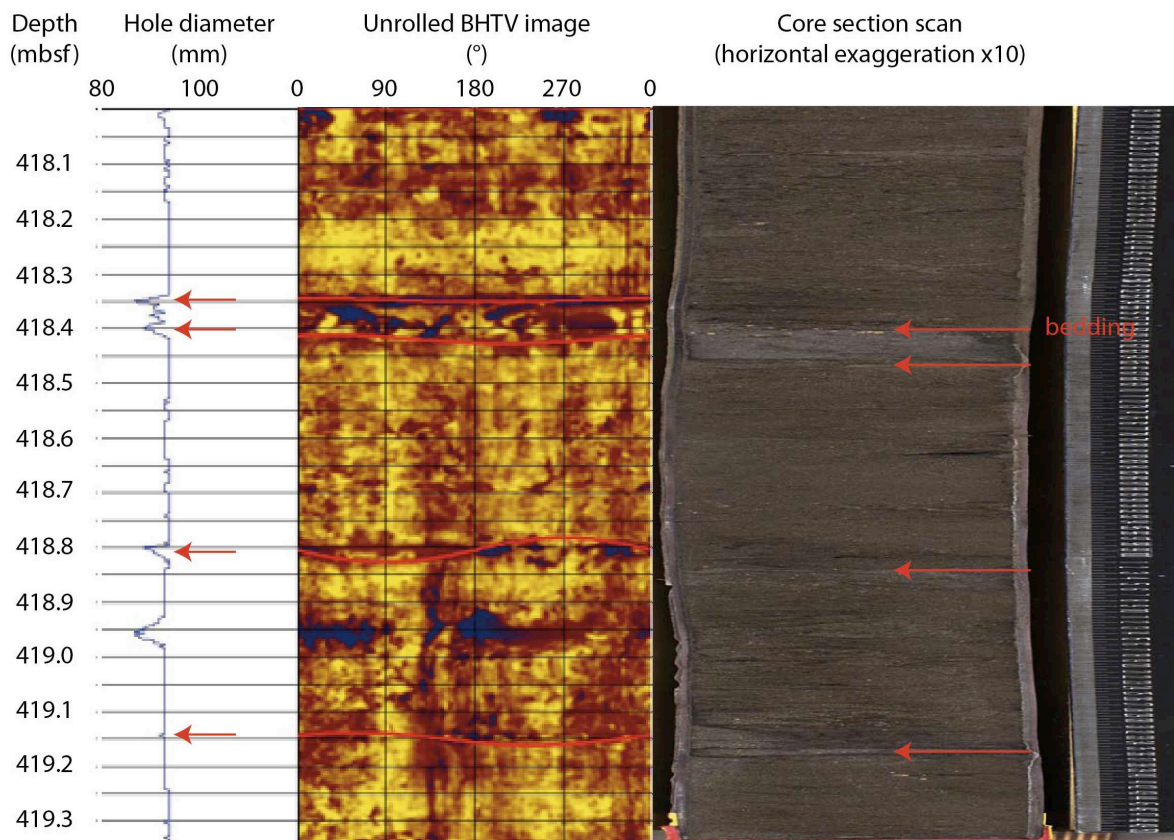 Depth
(mbsf)
Hole diameter
(mm)
Unrolled BHTV image
(°)
Core section scan
(horizontal exaggeration x10)
80 100 0 90 180 270 0
418.1
418.2
418.3
418.4
bedding
418.5
418.6
418.7
418.8
418.9
419.0
419.1
419.2
419.3